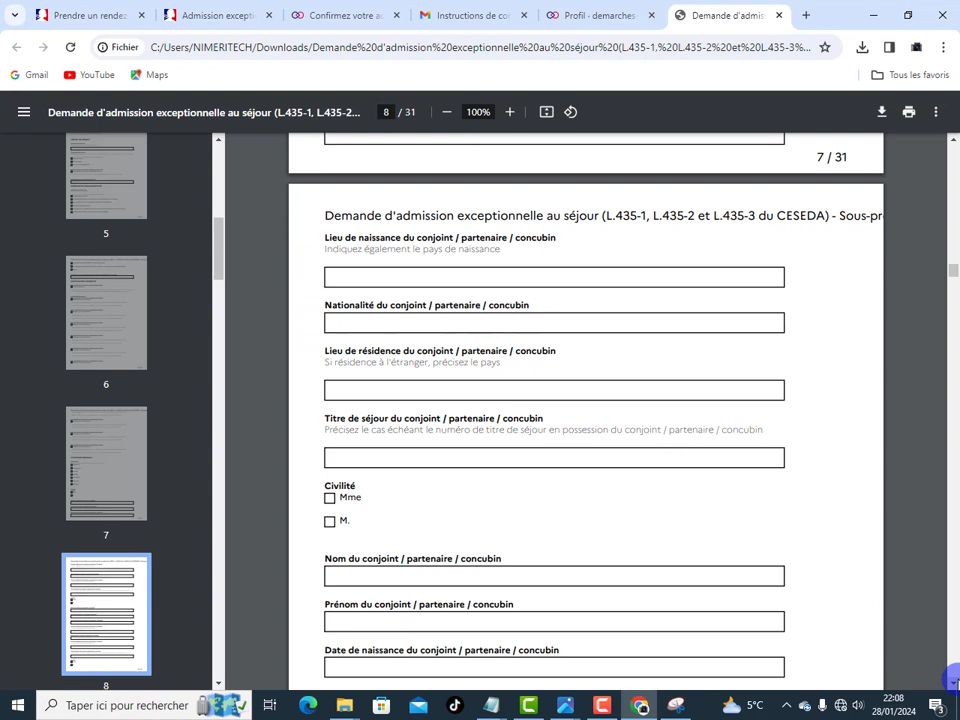 Prendre un rendez
Admission excepti
Confirmez votre ac
Instructions de con
Profil - demarches
Demande d'admis
Fichier
C:/Users/NIMERITECH/Downloads/Demande%20d'admission%20exceptionnelle%20au%20séjour%20(L.435-1,%20L.435-2%20et%20L.435-3%...
Gmail
YouTube
Maps
Tous les favoris
Demande d'admission exceptionnelle au séjour (L.435-1, L.435-2...
8 / 31
100%
5
6
7
8
7 / 31
Demande d'admission exceptionnelle au séjour (L.435-1, L.435-2 et L.435-3 du CESEDA) - Sous-pr
Lieu de naissance du conjoint / partenaire / concubin
Indiquez également le pays de naissance
Nationalité du conjoint / partenaire / concubin
Lieu de résidence du conjoint / partenaire / concubin
Si résidence à l'étranger, précisez le pays
Titre de séjour du conjoint / partenaire / concubin
Précisez le cas échéant le numéro de titre de séjour en possession du conjoint / partenaire / concubin
Civilité
Mme
M.
Nom du conjoint / partenaire / concubin
Prénom du conjoint / partenaire / concubin
Date de naissance du conjoint / partenaire / concubin
Taper ici pour rechercher
5°C
22:08
28/01/2024
3